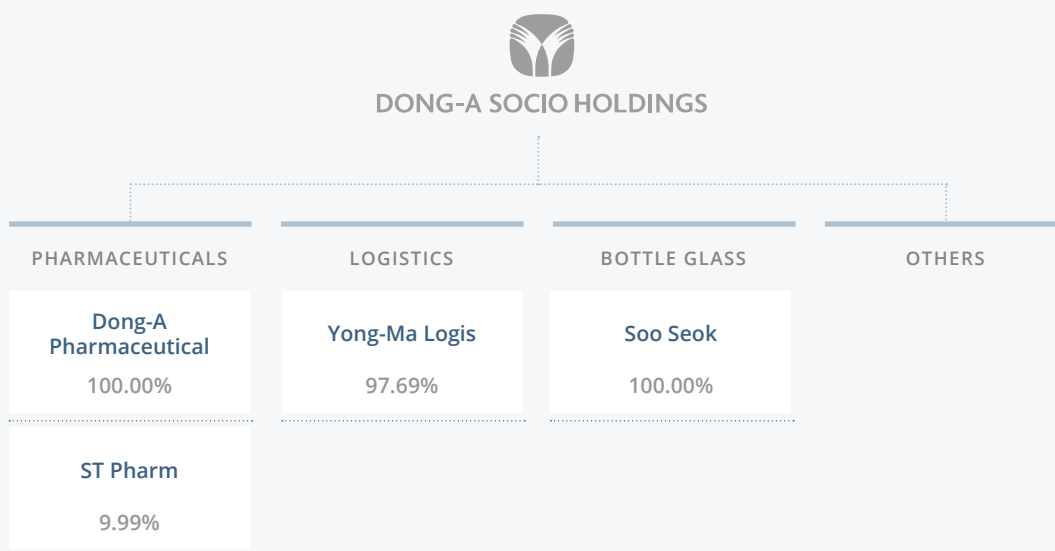 DONG-A SOCIO HOLDINGS
PHARMACEUTICALS
LOGISTICS
BOTTLE GLASS
OTHERS
Dong-A
Pharmaceutical
100.00%
Yong-Ma Logis
97.69%
Soo Seok
100.00%
ST Pharm
9.99%